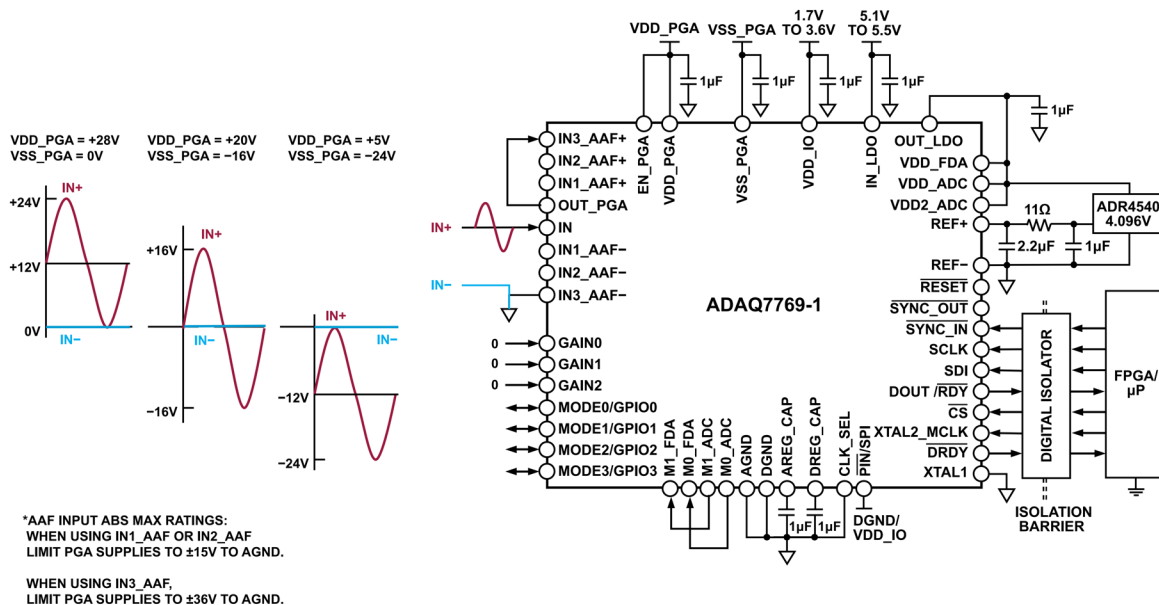 VDD_PGA = +28V
VSS_PGA = 0V
VDD_PGA = +20V
VSS_PGA = −16V
VDD_PGA = +5V
VSS_PGA = −24V
IN+
+24V
+12V
0V
IN−
IN+
+16V
IN−
−16V
IN−
IN+
−12V
−24V
*AAF INPUT ABS MAX RATINGS:
WHEN USING IN1_AAF OR IN2_AAF
LIMIT PGA SUPPLIES TO ±15V TO AGND.
WHEN USING IN3_AAF,
LIMIT PGA SUPPLIES TO ±36V TO AGND.
VDD_PGA
VSS_PGA
1.7V
TO 3.6V
5.1V
TO 5.5V
1µF
1µF
1µF
1µF
1µF
EN_PGA
VDD_PGA
VSS_PGA
VDD_IO
IN_LDO
OUT_LDO
IN3_AAF+
IN2_AAF+
IN1_AAF+
OUT_PGA
IN+
IN
IN1_AAF−
IN2_AAF−
IN−
IN3_AAF−
0
GAIN0
0
GAIN1
0
GAIN2
MODE0/GPIO0
MODE1/GPIO1
MODE2/GPIO2
MODE3/GPIO3
ADAQ7769-1
VDD_FDA
VDD_ADC
VDD2_ADC
REF+
11Ω
ADR4540
4.096V
2.2µF
1µF
REF−
RESET
SYNC_OUT
SYNC_IN
SCLK
SDI
DOUT /RDY
CS
XTAL2_MCLK
DRDY
XTAL1
DIGITAL ISOLATOR
FPGA/
µP
ISOLATION
BARRIER
M1_FDA
M0_FDA
M1_ADC
M0_ADC
AGND
DGND
AREG_CAP
DREG_CAP
CLK_SEL
PIN/SPI
1µF
1µF
DGND/
VDD_IO